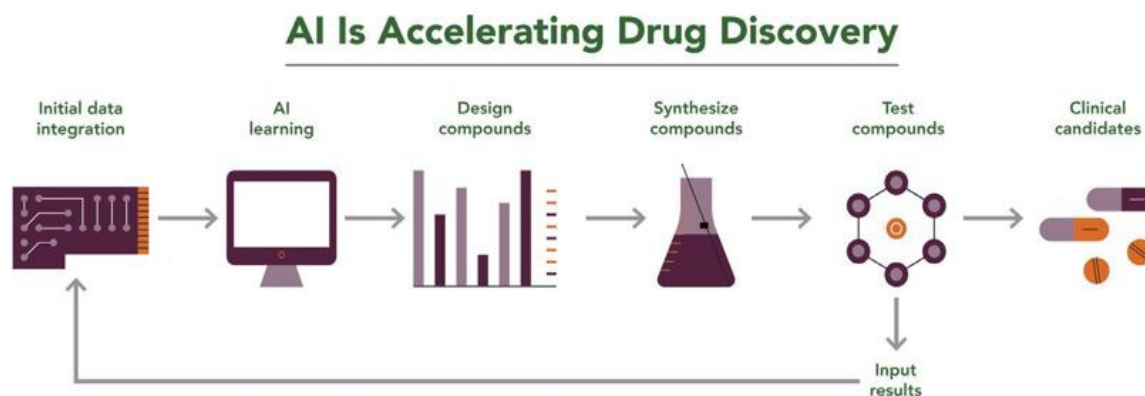 AI Is Accelerating Drug Discovery
Initial data
integration
AI
learning
Design
compounds
Synthesize
compounds
Test
compounds
Clinical
candidates
Input
results